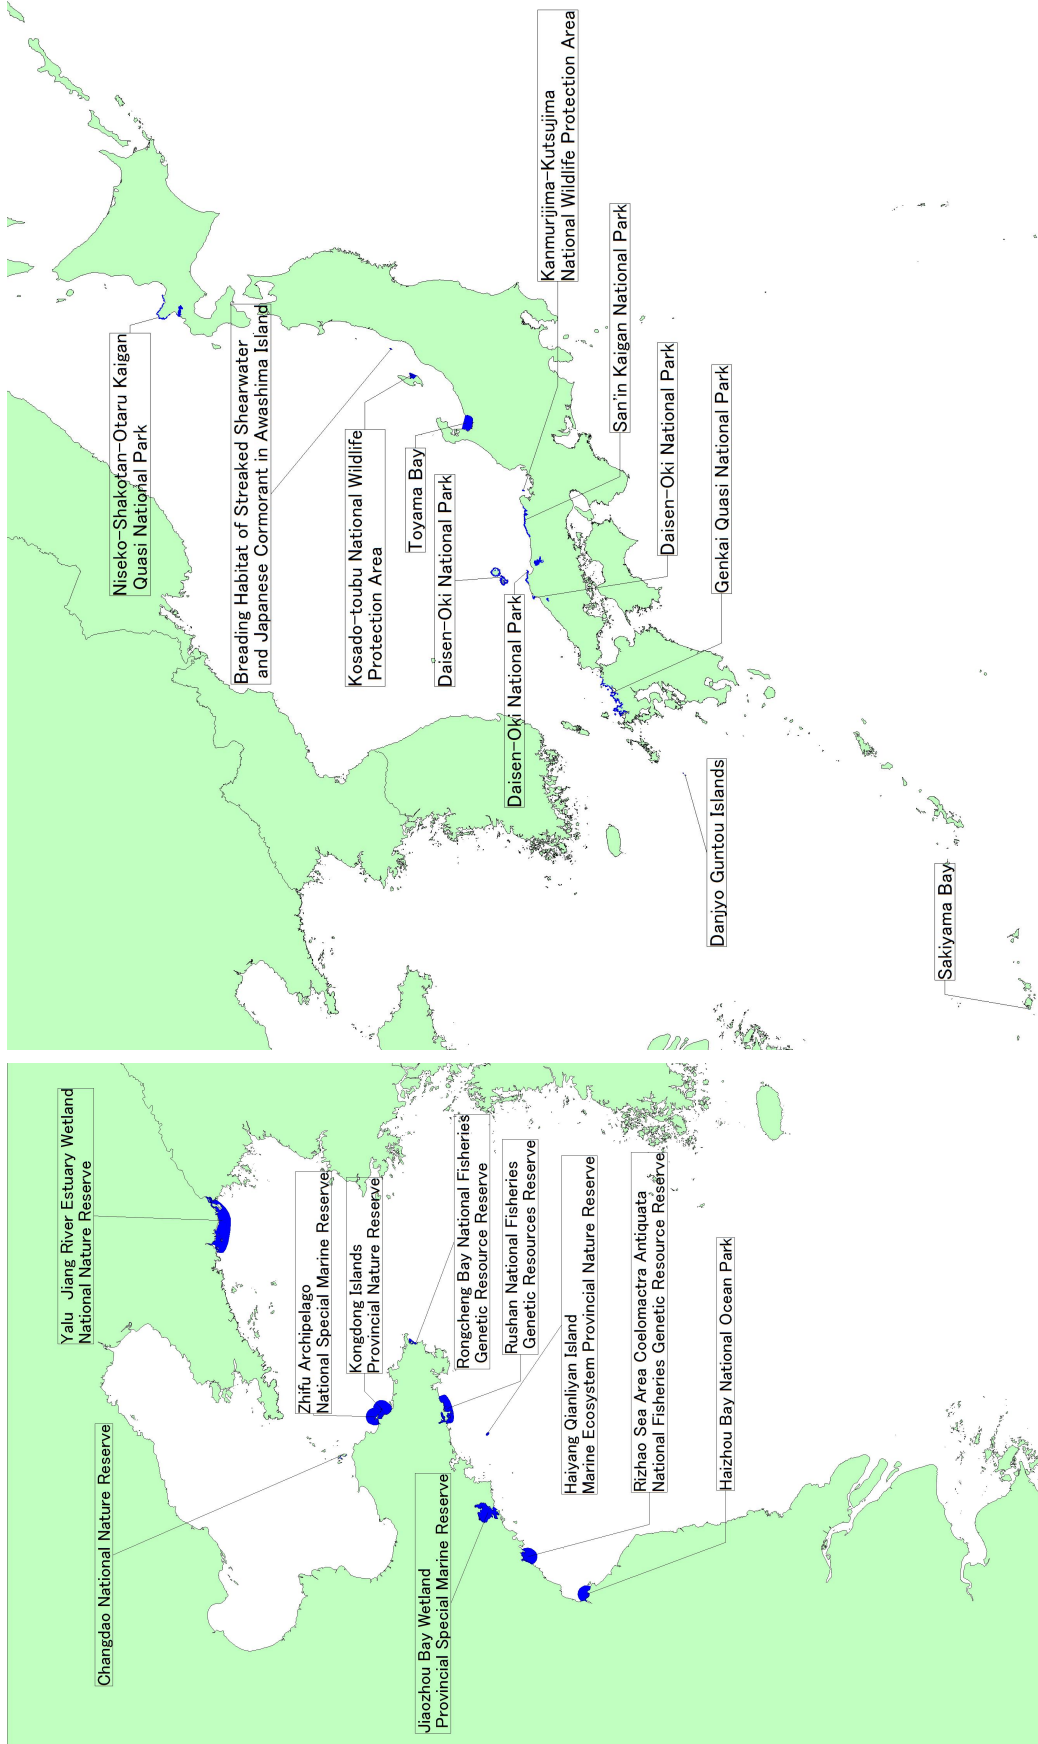 Yalu Jiang River Estuary Wetland
National Nature Reserve
Changdao National Nature Reserve
Zhifu Archipelago
National Special Marine Reserve
Kongdong Islands
Provincial Nature Reserve
Jiaozhou Bay Wetland
Provincial Special Marine Reserve
Rongcheng Bay National Fisheries
Genetic Resource Reserve
Rushan National Fisheries
Genetic Resources Reserve
Haiyang Qianliyan Island
Marine Ecosystem Provincial Nature Reserve
Rizhao Sea Area Coelomactra Antiquata
National Fisheries Genetic Resource Reserve
Haizhou Bay National Ocean Park
Niseko-Shakotan-Otaru Kaigan
Quasi National Park
Breading Habitat of Streaked Shearwater
and Japanese Cormorant in Awashima Island
Kosado-toubu National Wildlife
Protection Area
Toyama Bay
Daisen-Oki National Park
Daisen-Oki National Park
Kanmurijima-Kutsujima
National Wildlife Protection Area
San'in Kaigan National Park
Daisen-Oki National Park
Genkai Quasi National Park
Danjyo Guntou Islands
Sakiyama Bay